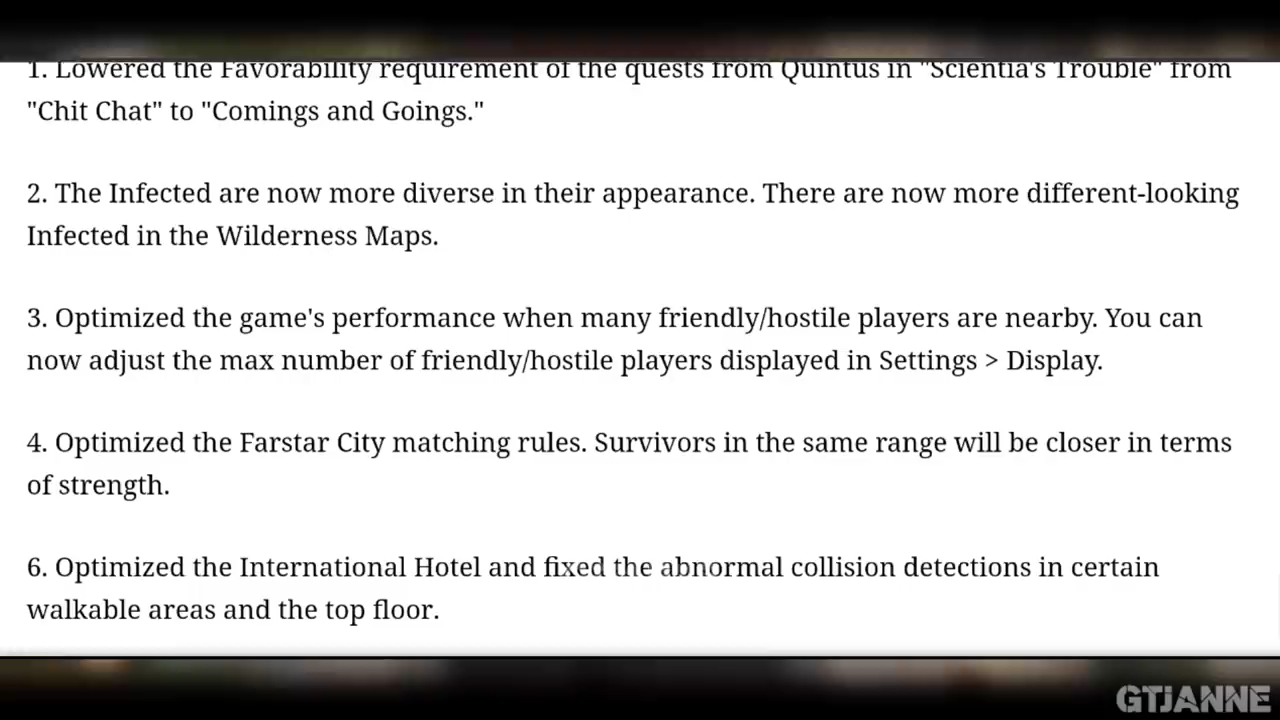 1. Lowered the Favorability requirement of the quests from Quintus in "Scientia's Trouble" from
"Chit Chat" to "Comings and Goings."
2. The Infected are now more diverse in their appearance. There are now more different-looking
Infected in the Wilderness Maps.
3. Optimized the game's performance when many friendly/hostile players are nearby. You can
now adjust the max number of friendly/hostile players displayed in Settings > Display.
4. Optimized the Farstar City matching rules. Survivors in the same range will be closer in terms
of strength.
6. Optimized the International Hotel and fixed the abnormal collision detections in certain
walkable areas and the top floor.
GTJANNE